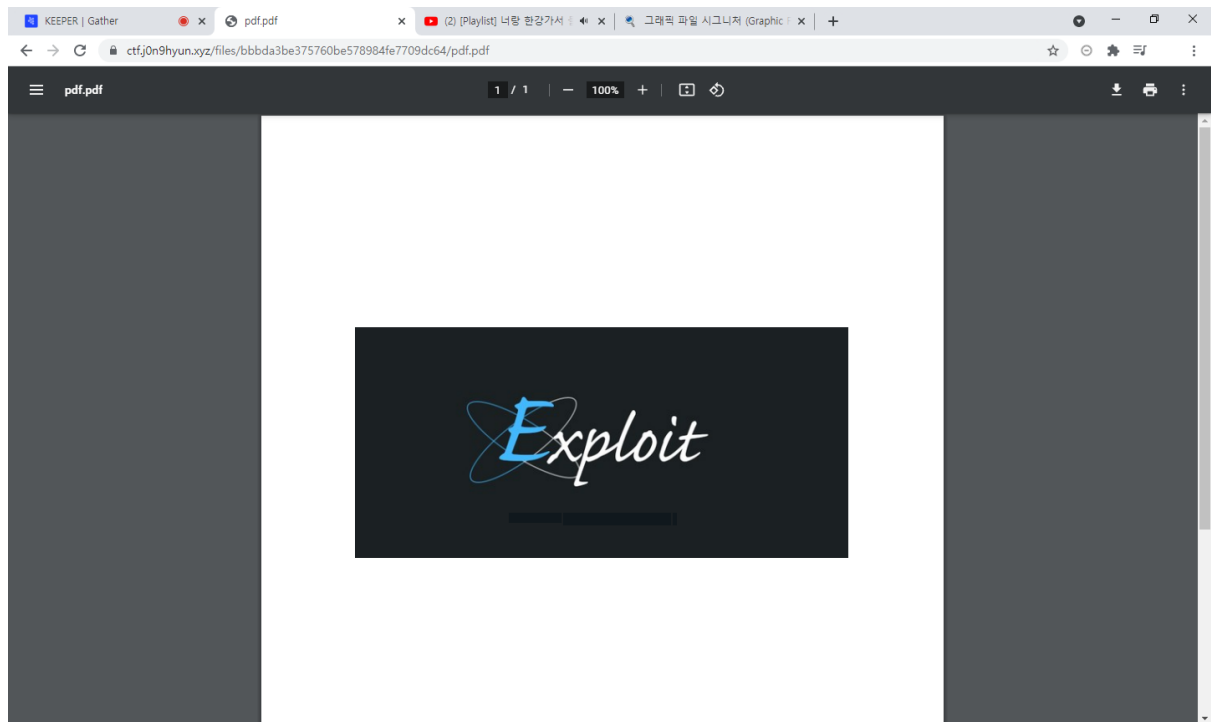 KEEPER | Gather
pdf.pdf
(2) [Playlist] 너랑 한강가서
그래픽 파일 시그니처 (Graphic F
ctf.j0n9hyun.xyz/files/bbbda3be375760be578984fe7709dc64/pdf.pdf
pdf.pdf
1 / 1
100%
Exploit